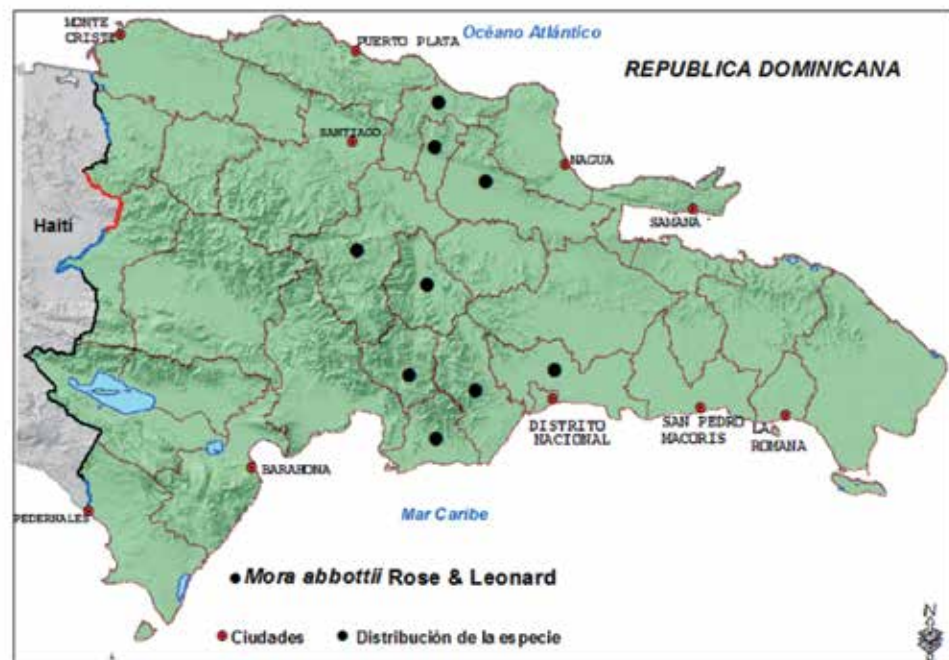 MONTE
CRISTI
PUERTO PLATA
Océano Atlántico
REPUBLICA DOMINICANA
SANTIAGO
NAGUA
SAMANA
Haití
DISTRITO
NACIONAL
SAN PEDRO
MACORIS
LA
ROMANA
BARAHONA
PEDERNALES
Mar Caribe
Mora abbottii Rose & Leonard
Ciudades
Distribución de la especie
N